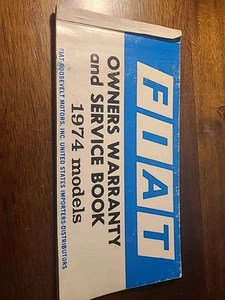 FIAT
OWNERS WARRANTY
and SERVICE BOOK
1974 models
FIAT-ROOSEVELT MOTORS, INC. UNITED STATES IMPORTERS-DISTRIBUTORS